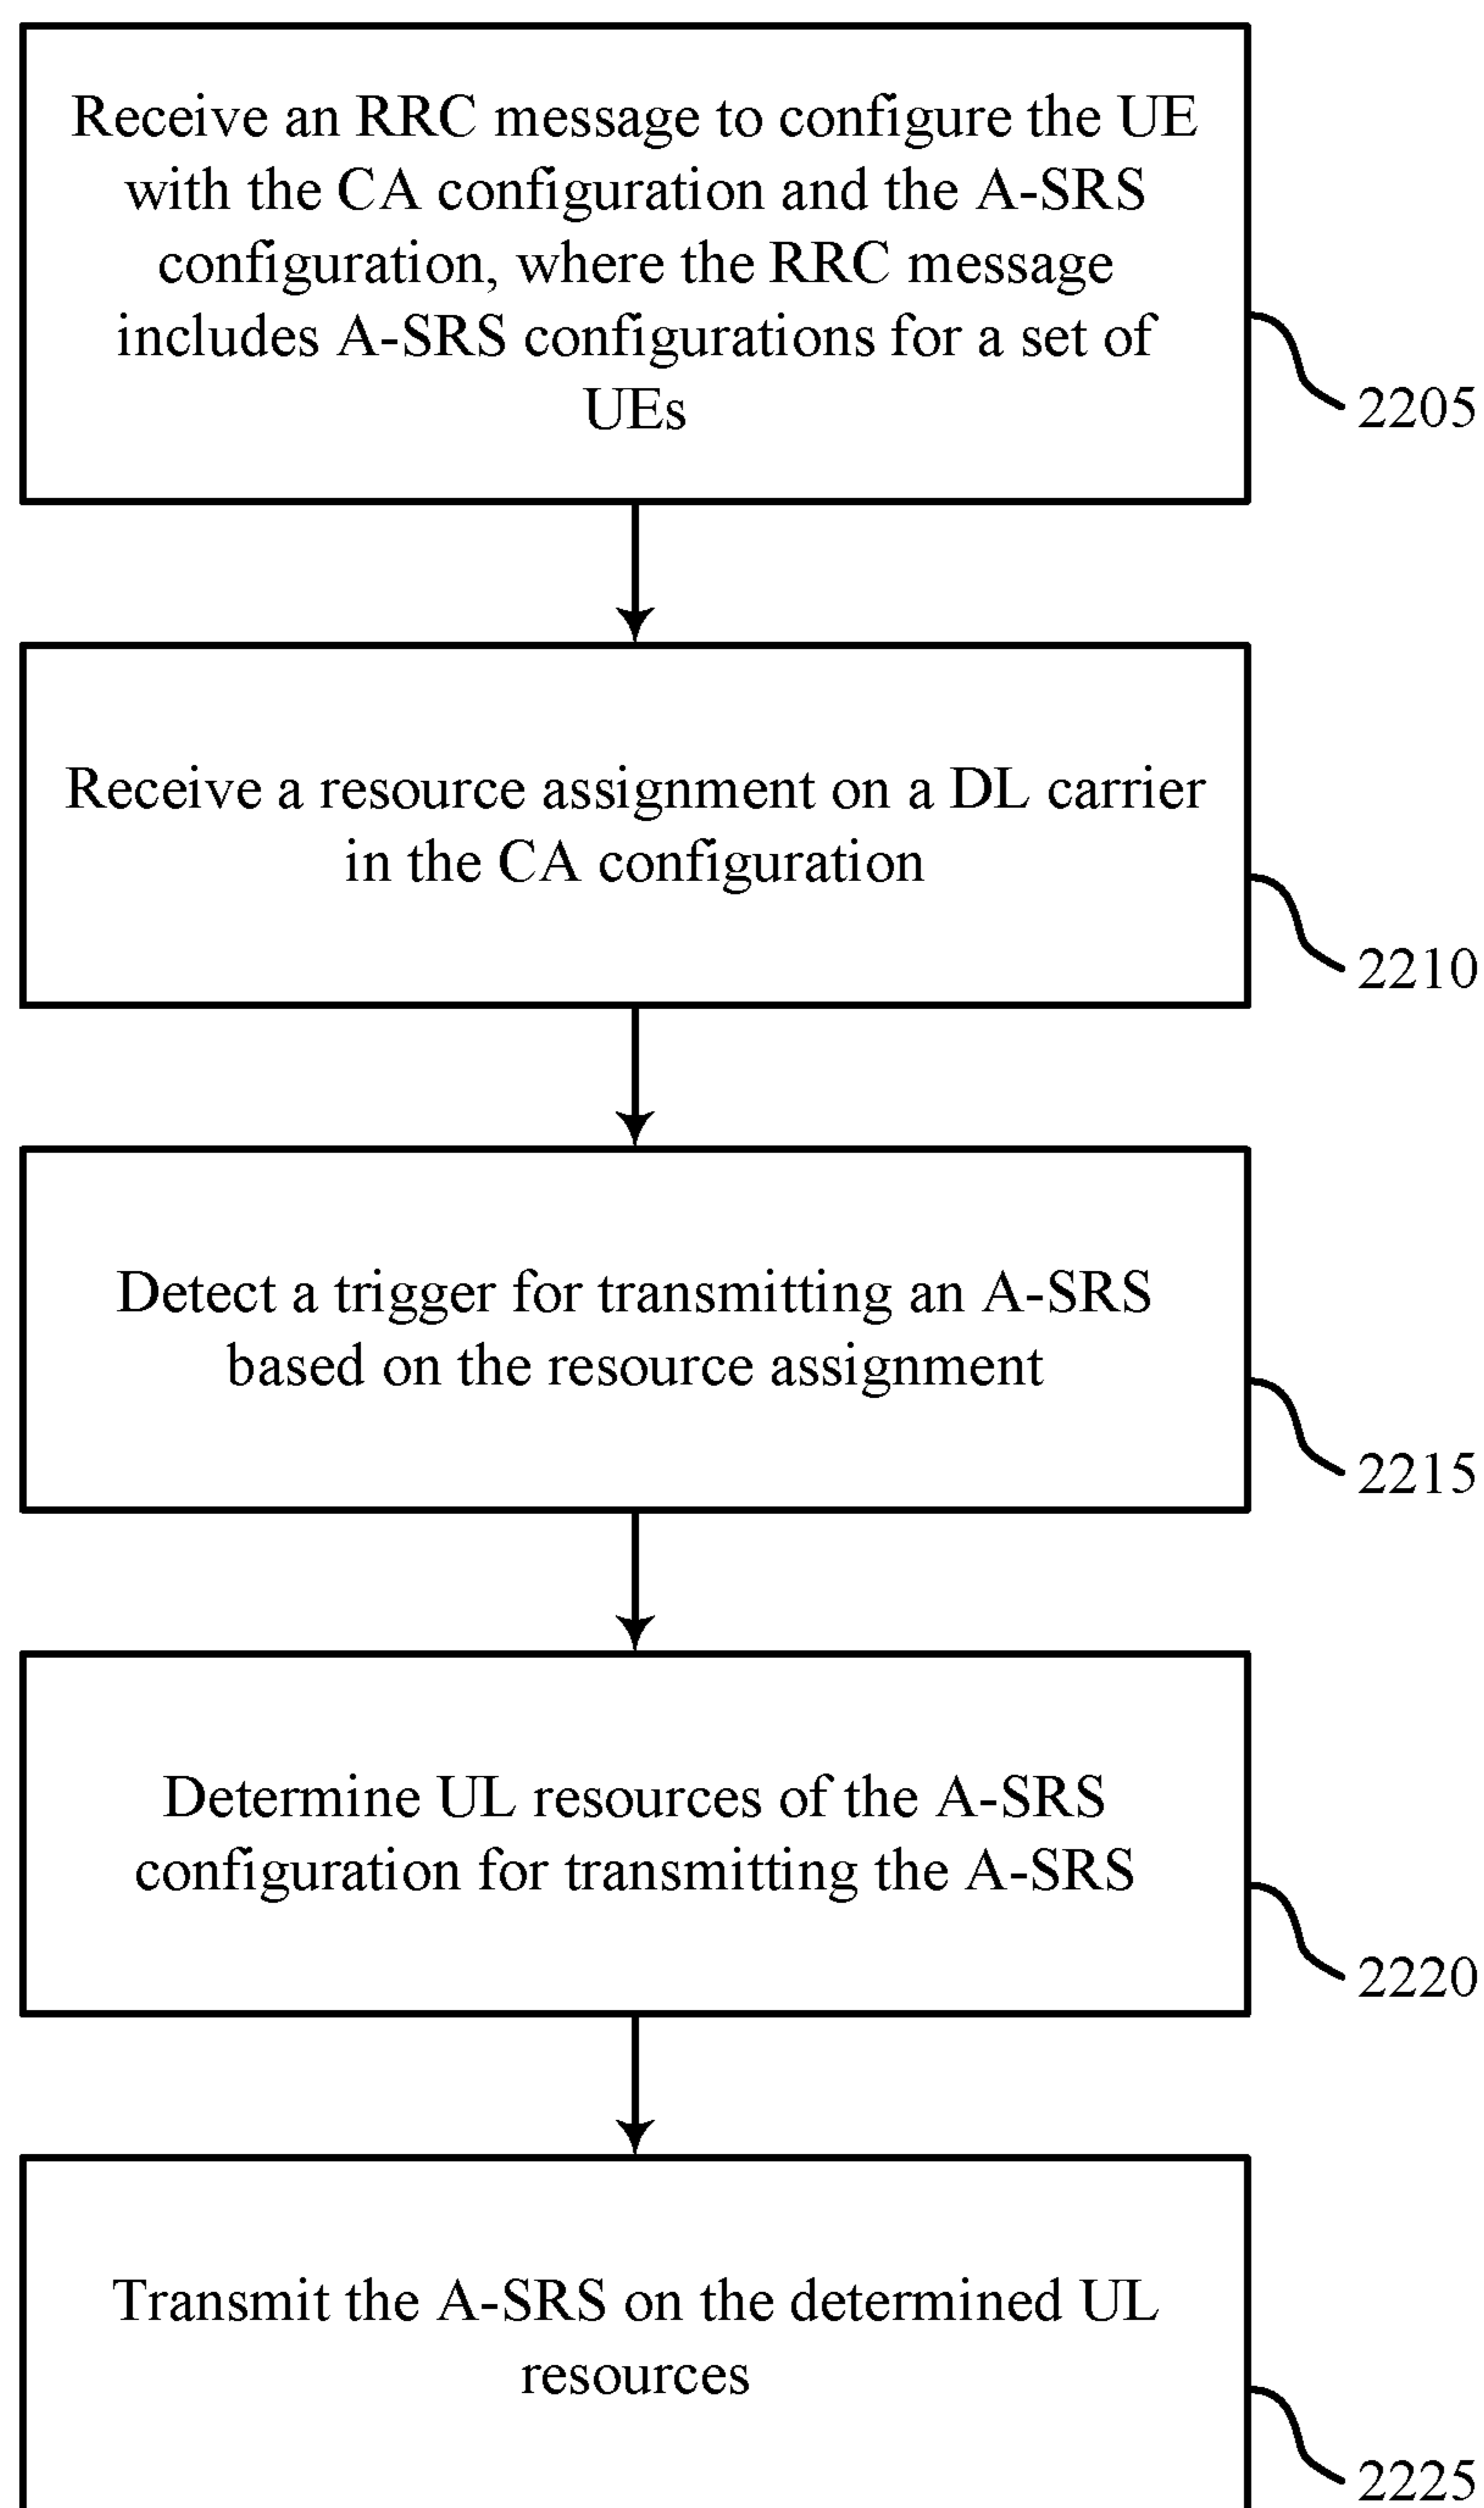 Receive an RRC message to configure the UE
with the CA configuration and the A-SRS
configuration, where the RRC message
includes A-SRS configurations for a set of
UEs
2205
Receive a resource assignment on a DL carrier
in the CA configuration
2210
Detect a trigger for transmitting an A-SRS
based on the resource assignment
2215
Determine UL resources of the A-SRS
configuration for transmitting the A-SRS
2220
Transmit the A-SRS on the determined UL
resources
2225